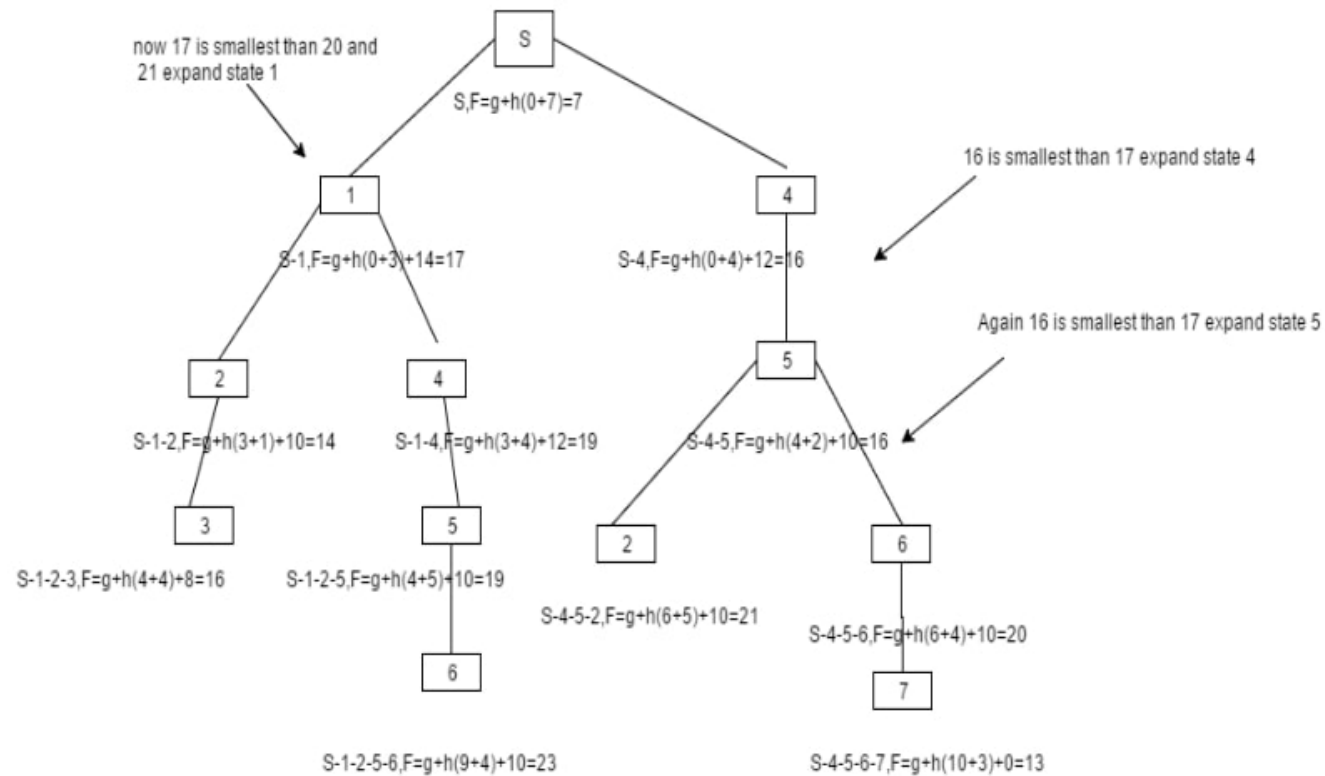 S
now 17 is smallest than 20 and
21 expand state 1
S,F=g+h(0+7)=7
16 is smallest than 17 expand state 4
1
4
S-1,F=g+h(0+3)+14=17
S-4,F=g+h(0+4)+12=16
Again 16 is smallest than 17 expand state 5
2
4
5
S-1-2,F=g+h(3+1)+10=14
S-1-4,F=g+h(3+4)+12=19
S-4-5,F=g+h(4+2)+10=16
3
5
2
6
S-1-2-3,F=g+h(4+4)+8=16
S-1-2-5,F=g+h(4+5)+10=19
S-4-5-2,F=g+h(6+5)+10=21
S-4-5-6,F=g+h(6+4)+10=20
6
7
S-1-2-5-6,F=g+h(9+4)+10=23
S-4-5-6-7,F=g+h(10+3)+0=13